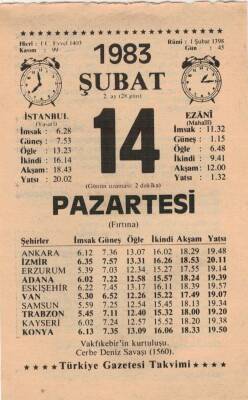 Hicrî : 1 C. Evvel 1403
Kasım : 99
Rûmî : 1 Şubat 1398
Gün : 45
1983
ŞUBAT
2. ay (28 gün)
İSTANBUL
(Vasatî)
İmsak : 6.28
Güneş : 7.53
Öğle : 13.23
İkindi : 16.14
Akşam : 18.43
Yatsı : 20.02
14
EZÂNÎ
(Mahallî)
İmsak : 11.32
Güneş : 1.15
Öğle : 6.48
İkindi : 9.41
Akşam : 12.00
Yatsı : 1.32
(Günün uzaması: 2 dakika)
PAZARTESİ
(Fırtına)
Şehirler İmsak Güneş Öğle İkindi Akşam Yatsı
ANKARA 6.12 7.36 13.07 16.02 18.29 19.48
İZMİR 6.35 7.57 13.31 16.26 18.53 20.11
ERZURUM 5.39 7.03 12.34 15.27 17.55 19.14
ADANA 6.02 7.22 12.58 15.57 18.24 19.39
ESKİŞEHİR 6.22 7.45 13.17 16.11 18.39 19.57
VAN 5.30 6.52 12.26 15.22 17.49 19.07
SAMSUN 5.59 7.25 12.54 15.45 18.13 19.34
TRABZON 5.45 7.11 12.40 15.32 18.00 19.20
KAYSERİ 6.02 7.24 12.57 15.53 18.20 19.38
KONYA 6.13 7.35 13.09 16.06 18.33 19.50
Vakfıkebir'in kurtuluşu.
Cerbe Deniz Savaşı (1560).
Türkiye Gazetesi Takvimi